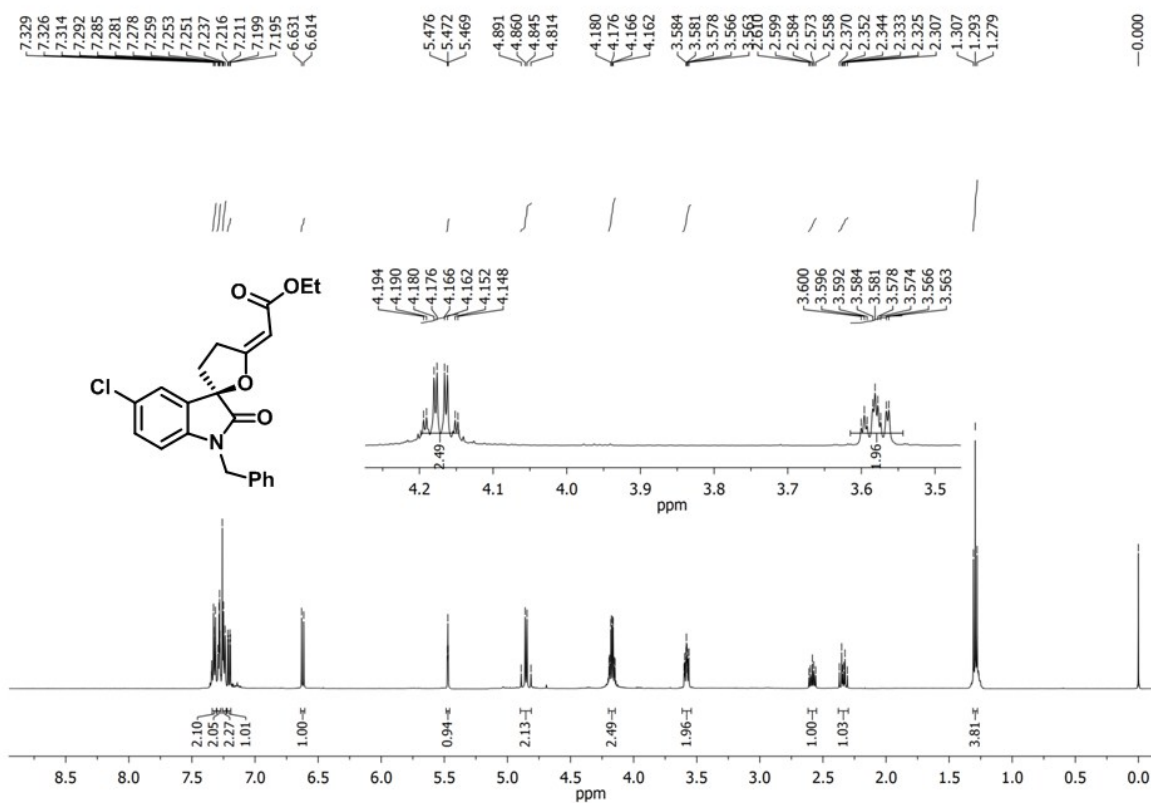 7.329 7.326 7.314 7.292 7.285 7.281 7.278 7.259 7.253 7.251 7.237 7.216 7.211 7.199 7.195 6.631 6.614 5.476 5.472 5.469 4.891 4.860 4.845 4.814 4.180 4.176 4.166 4.162 3.584 3.581 3.578 3.566 3.563 2.610 2.599 2.584 2.573 2.558 2.370 2.352 2.344 2.333 2.325 2.307 1.307 1.293 1.279 -0.000
4.194 4.190 4.180 4.176 4.166 4.162 4.152 4.148 3.600 3.596 3.592 3.584 3.581 3.578 3.574 3.566 3.563
OEt
O
O
Cl
O
N
Ph
2.49 1.96
4.2 4.1 4.0 3.9 3.8 3.7 3.6 3.5
ppm
2.10 2.05 2.27 1.01 1.00 0.94 2.13 2.49 1.96 1.00 1.03 3.81
8.5 8.0 7.5 7.0 6.5 6.0 5.5 5.0 4.5 4.0 3.5 3.0 2.5 2.0 1.5 1.0 0.5 0.0
ppm